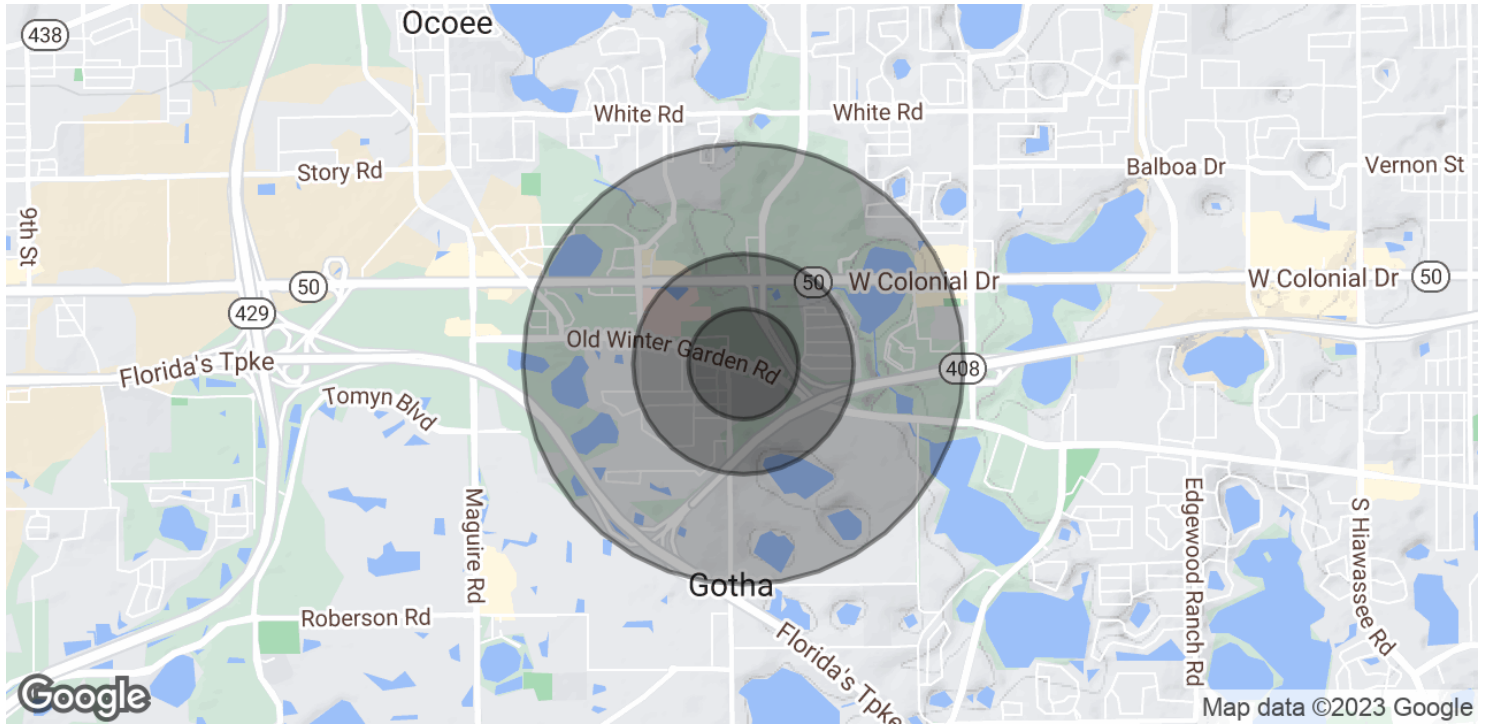 Ocoee
438
White Rd
White Rd
Story Rd
Balboa Dr
Vernon St
9th St
50
50
W Colonial Dr
W Colonial Dr
50
429
Old Winter Garden Rd
Florida's Tpke
408
Tomyn Blvd
Maguire Rd
Edgewood Ranch Rd
S Hiawassee Rd
Gotha
Roberson Rd
Florida's Tpke
Google
Map data ©2023 Google